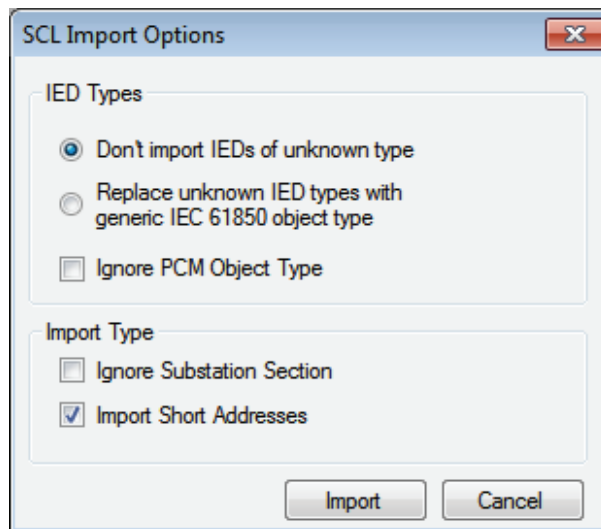 SCL Import Options
IED Types
Don't import IEDs of unknown type
Replace unknown IED types with
generic IEC 61850 object type
Ignore PCM Object Type
Import Type
Ignore Substation Section
Import Short Addresses
Import
Cancel